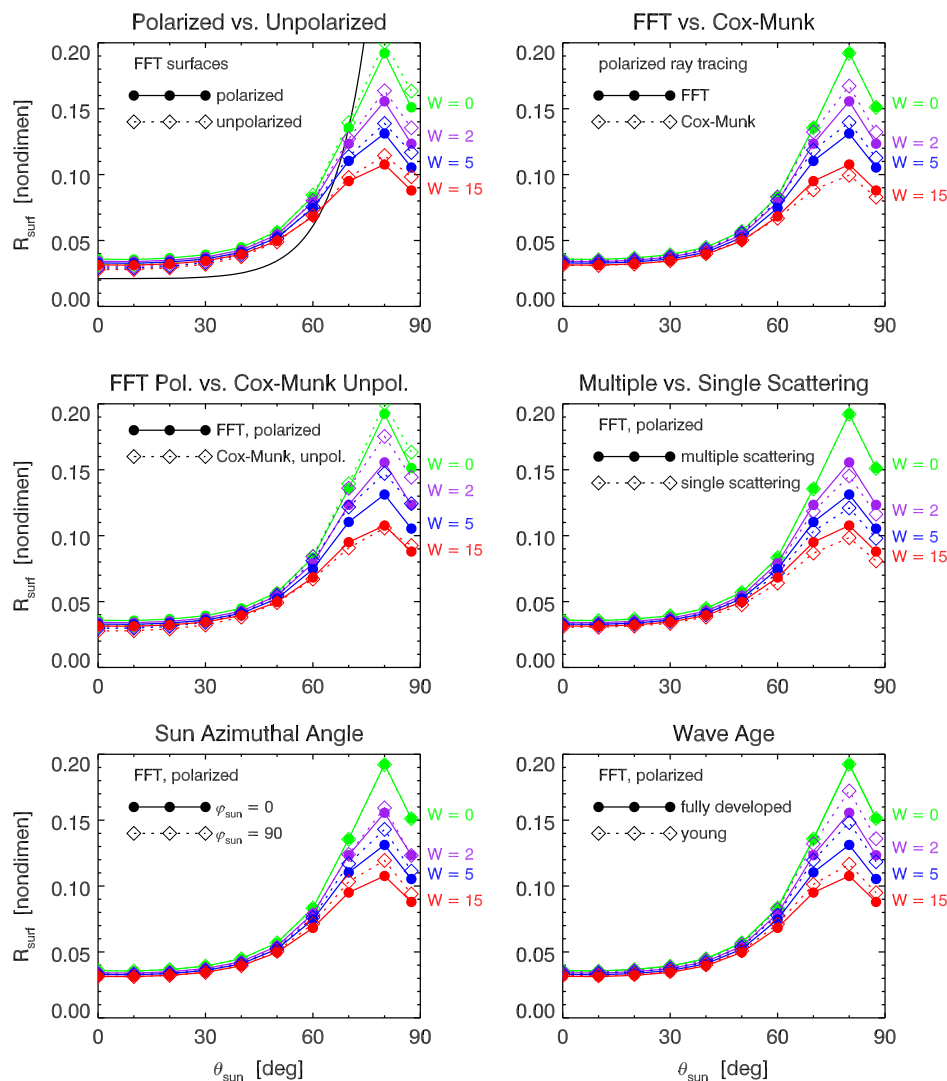 Polarized vs. Unpolarized
FFT surfaces
polarized
unpolarized
W = 0
W = 2
W = 5
W = 15
0.20
0.15
0.10
0.05
0.00
R_surf [nondimen]
0 30 60 90
FFT vs. Cox-Munk
polarized ray tracing
FFT
Cox-Munk
W = 0
W = 2
W = 5
W = 15
0.20
0.15
0.10
0.05
0.00
0 30 60 90
FFT Pol. vs. Cox-Munk Unpol.
FFT, polarized
Cox-Munk, unpol.
W = 0
W = 2
W = 5
W = 15
0.20
0.15
0.10
0.05
0.00
R_surf [nondimen]
0 30 60 90
Multiple vs. Single Scattering
FFT, polarized
multiple scattering
single scattering
W = 0
W = 2
W = 5
W = 15
0.20
0.15
0.10
0.05
0.00
0 30 60 90
Sun Azimuthal Angle
FFT, polarized
φ_sun = 0
φ_sun = 90
W = 0
W = 2
W = 5
W = 15
0.20
0.15
0.10
0.05
0.00
R_surf [nondimen]
0 30 60 90
θ_sun [deg]
Wave Age
FFT, polarized
fully developed
young
W = 0
W = 2
W = 5
W = 15
0.20
0.15
0.10
0.05
0.00
0 30 60 90
θ_sun [deg]